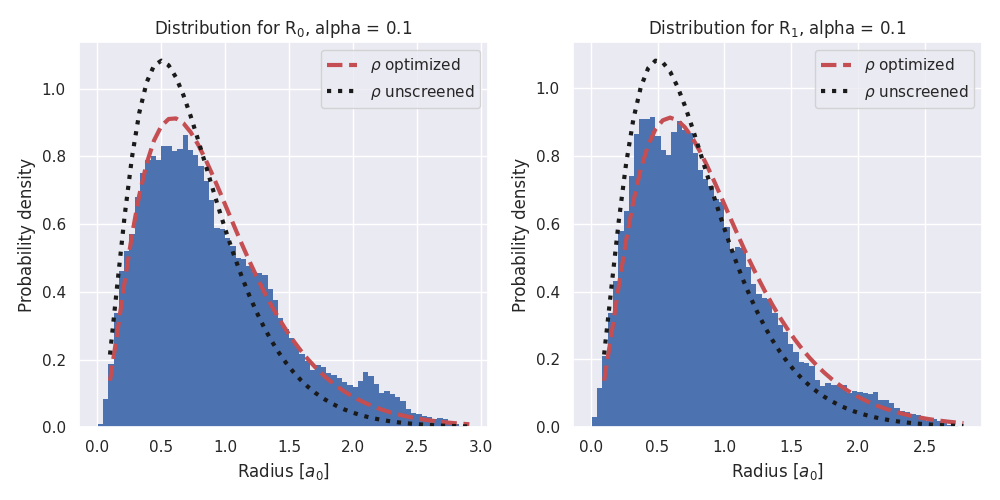 Distribution for R₀, alpha = 0.1
ρ optimized
ρ unscreened
Probability density
1.0
0.8
0.6
0.4
0.2
0.0
0.0 0.5 1.0 1.5 2.0 2.5 3.0
Radius [a₀]
Distribution for R₁, alpha = 0.1
ρ optimized
ρ unscreened
Probability density
1.0
0.8
0.6
0.4
0.2
0.0
0.0 0.5 1.0 1.5 2.0 2.5
Radius [a₀]